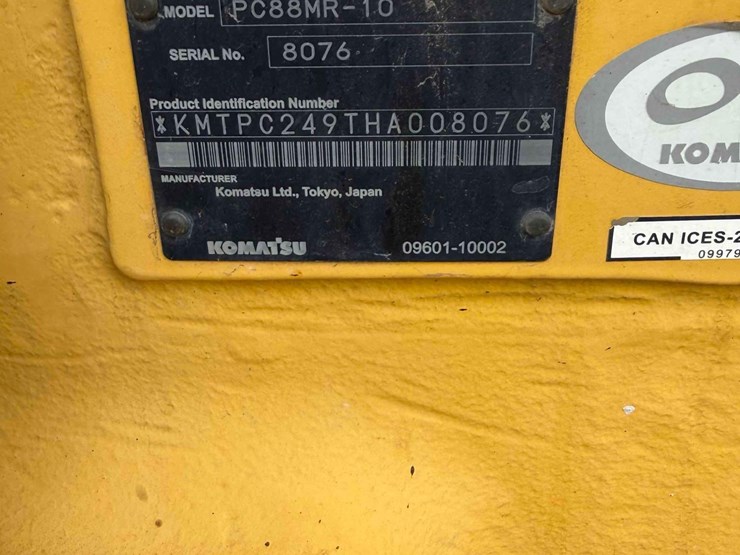 MODEL PC88MR-10
SERIAL No. 8076
Product Identification Number
*KMTPC249THA008076*
MANUFACTURER
Komatsu Ltd., Tokyo, Japan
KOMATSU 09601-10002
KOM
CAN ICES-2
09979